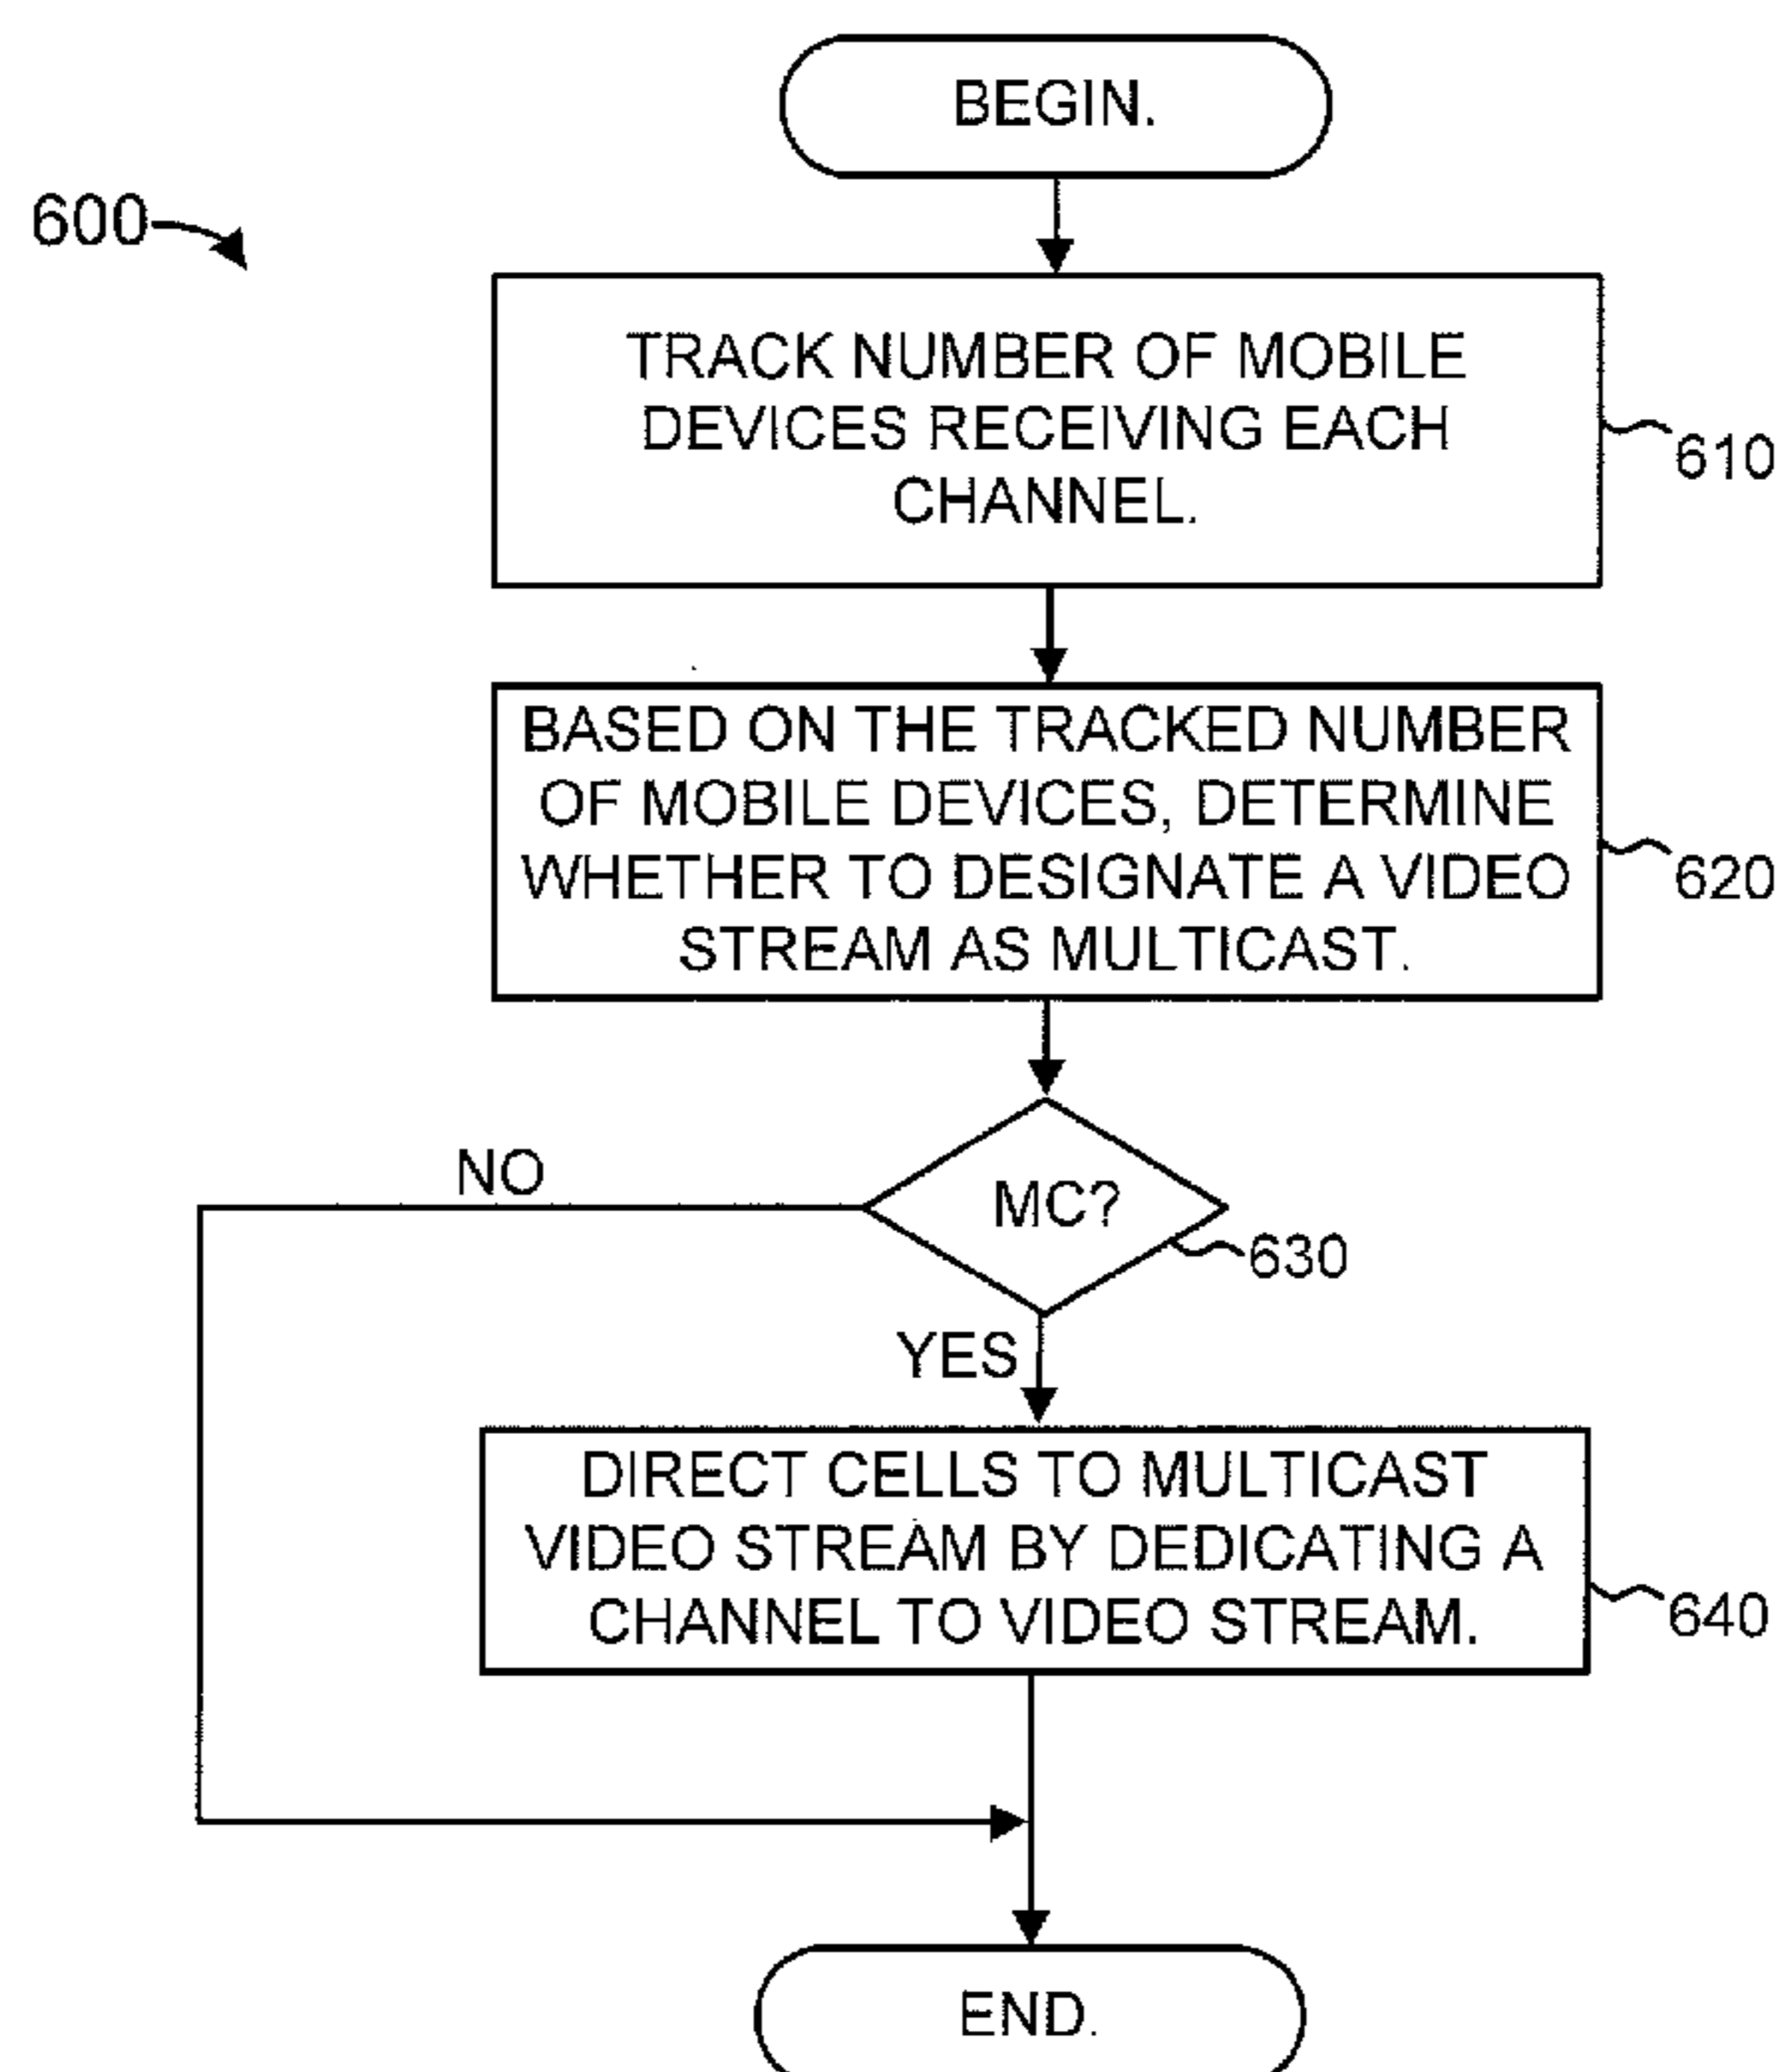 BEGIN.
600
TRACK NUMBER OF MOBILE
DEVICES RECEIVING EACH
CHANNEL.
610
BASED ON THE TRACKED NUMBER
OF MOBILE DEVICES, DETERMINE
WHETHER TO DESIGNATE A VIDEO
STREAM AS MULTICAST.
620
NO
MC?
630
YES
DIRECT CELLS TO MULTICAST
VIDEO STREAM BY DEDICATING A
CHANNEL TO VIDEO STREAM.
640
END.